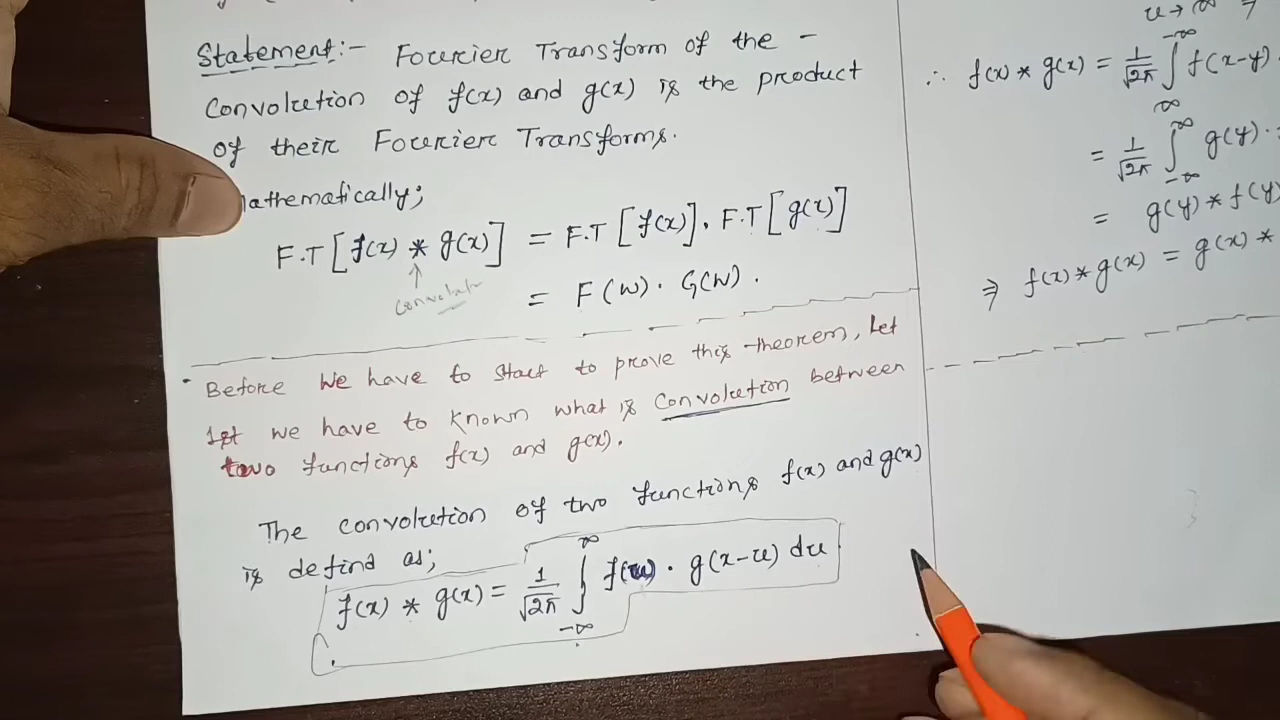 Statement:- Fourier Transform of the -
Convolution of f(x) and g(x) is the product
of their Fourier Transforms.
mathematically;
F.T [f(x) * g(x)] = F.T [f(x)] . F.T [g(x)]
↑
= F(W) . G(W) .
• Before we have to start to prove this theorem, let
1st we have to known what is convolution between
two functions f(x) and g(x).
The convolution of two functions f(x) and g(x)
is defind as;
f(x) * g(x) = 1/√2π ∫_{-∞}^{∞} f(u) . g(x-u) du
u → ∞
∴ f(x) * g(x) = 1/√2π ∫_{∞}^{-∞} f(x-y)
= 1/√2π ∫_{-∞}^{∞} g(y).
= g(y) * f(y
⇒ f(x) * g(x) = g(x) *